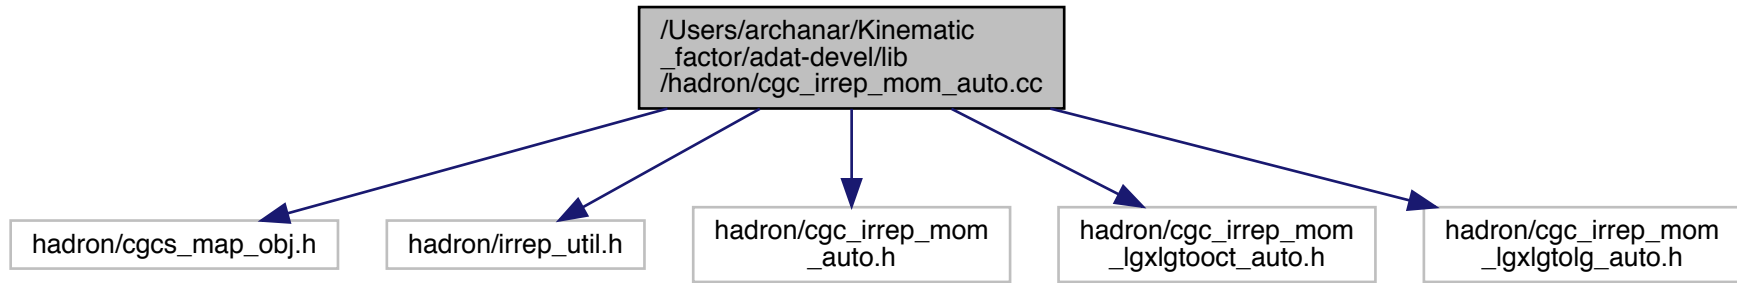 /Users/archanar/Kinematic
_factor/adat-devel/lib
/hadron/cgc_irrep_mom_auto.cc
hadron/cgcs_map_obj.h
hadron/irrep_util.h
hadron/cgc_irrep_mom
_auto.h
hadron/cgc_irrep_mom
_lgxlgtooct_auto.h
hadron/cgc_irrep_mom
_lgxlgtolg_auto.h